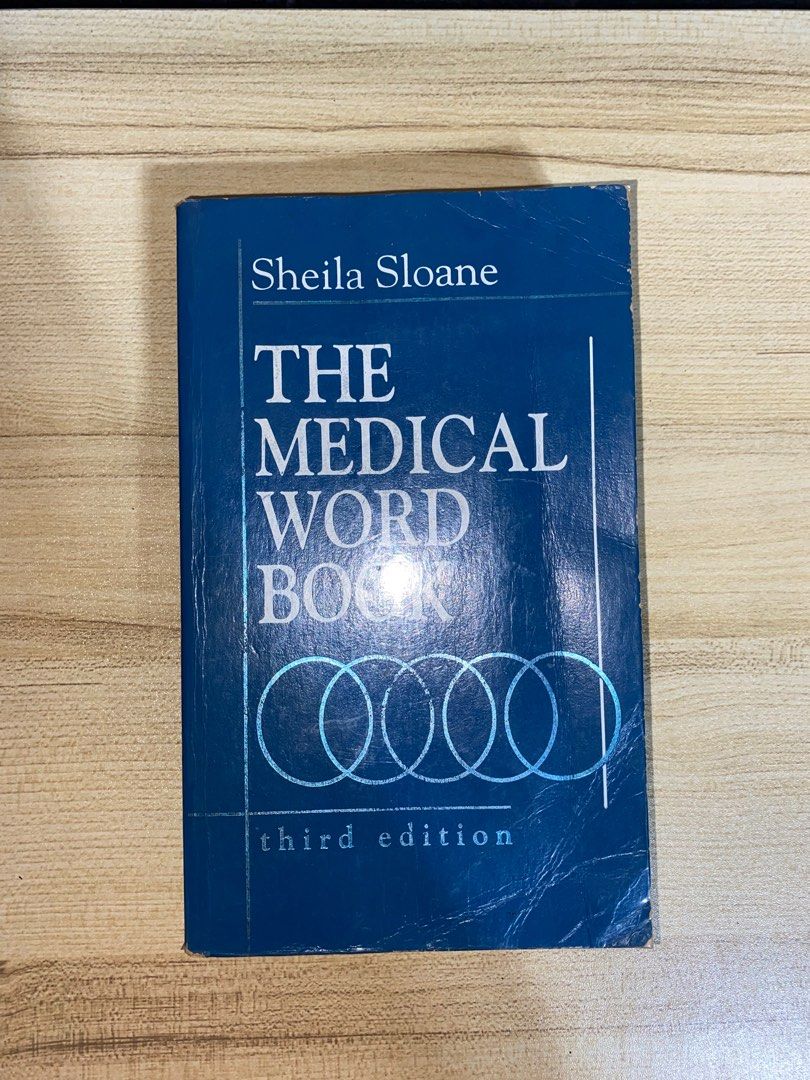 Sheila Sloane
THE
MEDICAL
WORD
BOOK
third edition